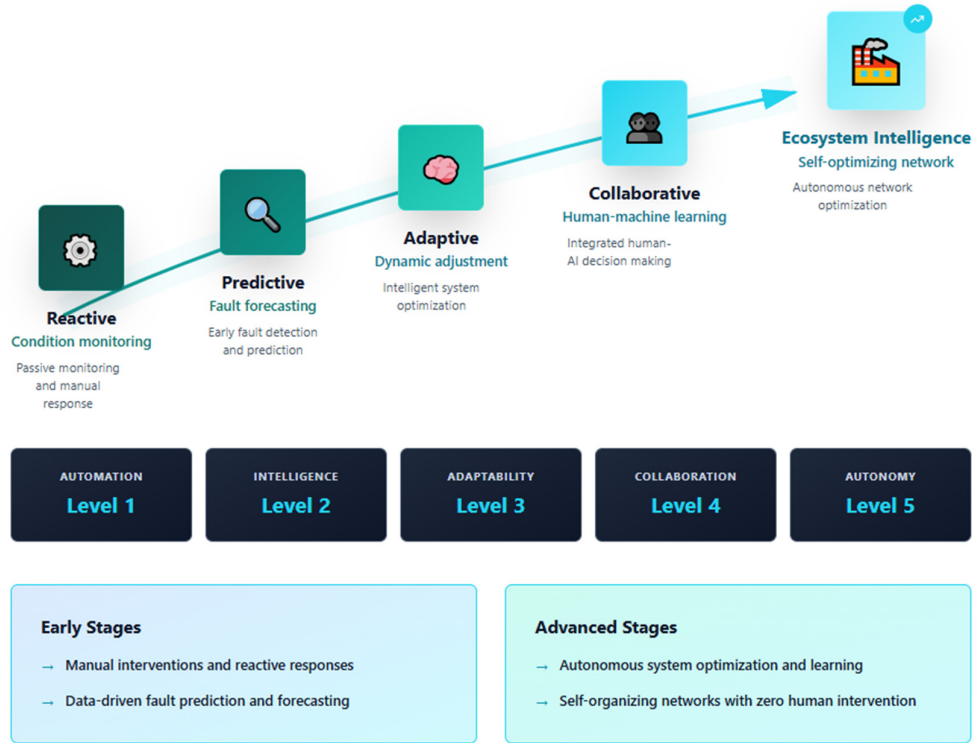 Reactive
Condition monitoring
Passive monitoring
and manual
response
Predictive
Fault forecasting
Early fault detection
and prediction
Adaptive
Dynamic adjustment
Intelligent system
optimization
Collaborative
Human-machine learning
Integrated human-
AI decision making
Ecosystem Intelligence
Self-optimizing network
Autonomous network
optimization
AUTOMATION
Level 1
INTELLIGENCE
Level 2
ADAPTABILITY
Level 3
COLLABORATION
Level 4
AUTONOMY
Level 5
Early Stages
→ Manual interventions and reactive responses
→ Data-driven fault prediction and forecasting
Advanced Stages
→ Autonomous system optimization and learning
→ Self-organizing networks with zero human intervention